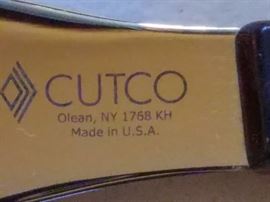 CUTCO
Olean, NY 1768 KH
Made in U.S.A.